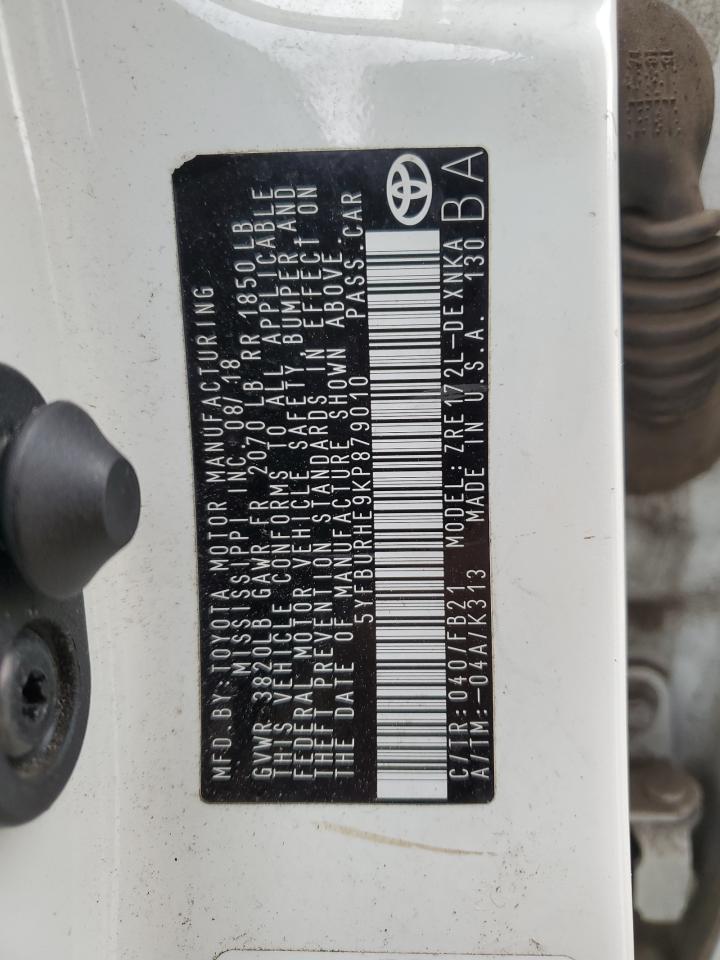 MFD. BY: TOYOTA MOTOR MANUFACTURING
MISSISSIPPI INC. 08/18
GVWR 3820LB GAWR FR 2070 LB RR 1850 LB
THIS VEHICLE CONFORMS TO ALL APPLICABLE
FEDERAL MOTOR VEHICLE SAFETY, BUMPER AND
THEFT PREVENTION STANDARDS IN EFFECT ON
THE DATE OF MANUFACTURE SHOWN ABOVE.
5YFBURHE9KP879010 PASS.CAR
C/TR: 040/FB21 MODEL: ZRE172L-DEXNKA
A/TM: -04A/K313 MADE IN U.S.A. 130 BA